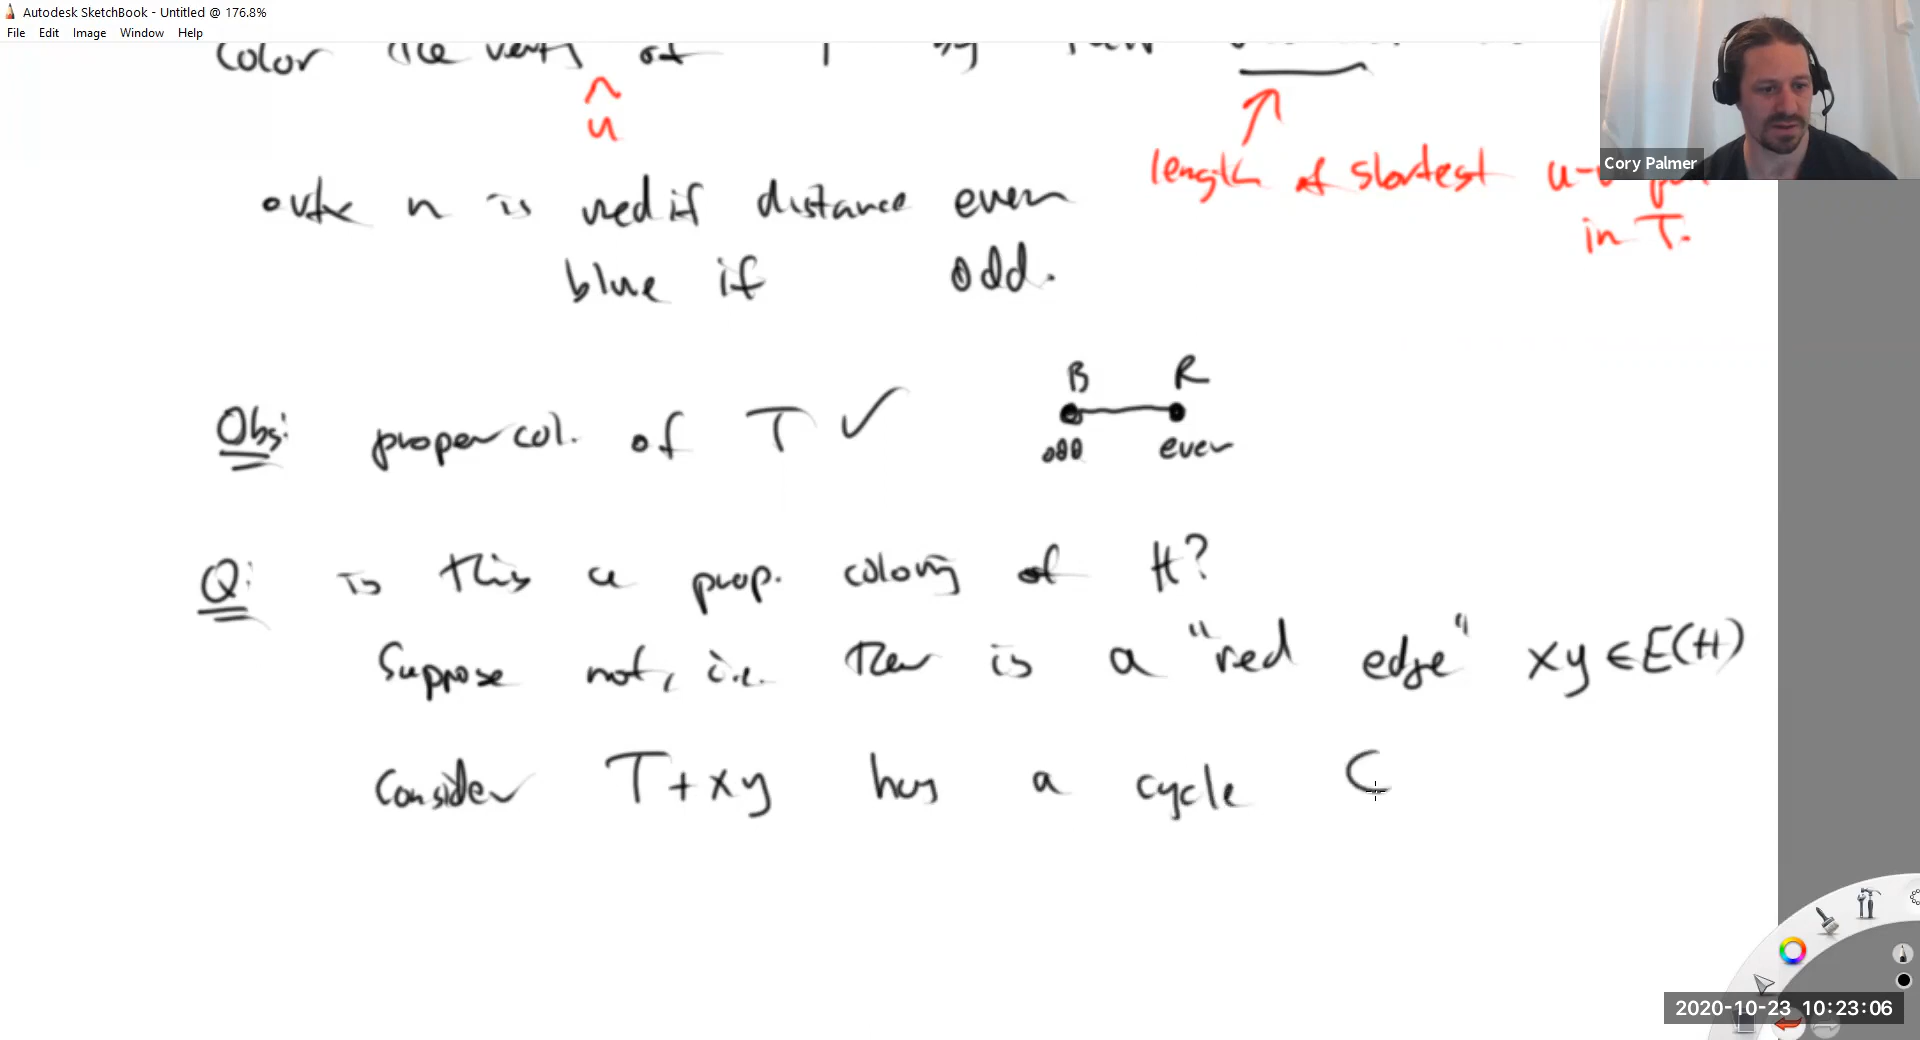 Autodesk SketchBook - Untitled @ 176.8%
File Edit Image Window Help
color the verts of T by their
u
length of shortest u-v
in T.
n is red if distance even
blue if odd.
Cory Palmer
Obs: proper col. of T ✓
B R
odd even
Q: is this a prop. coloring of H?
Suppose not, i.e. there is a "red edge" xy ∈ E(H)
Consider T+xy has a cycle C
2020-10-23 10:23:06